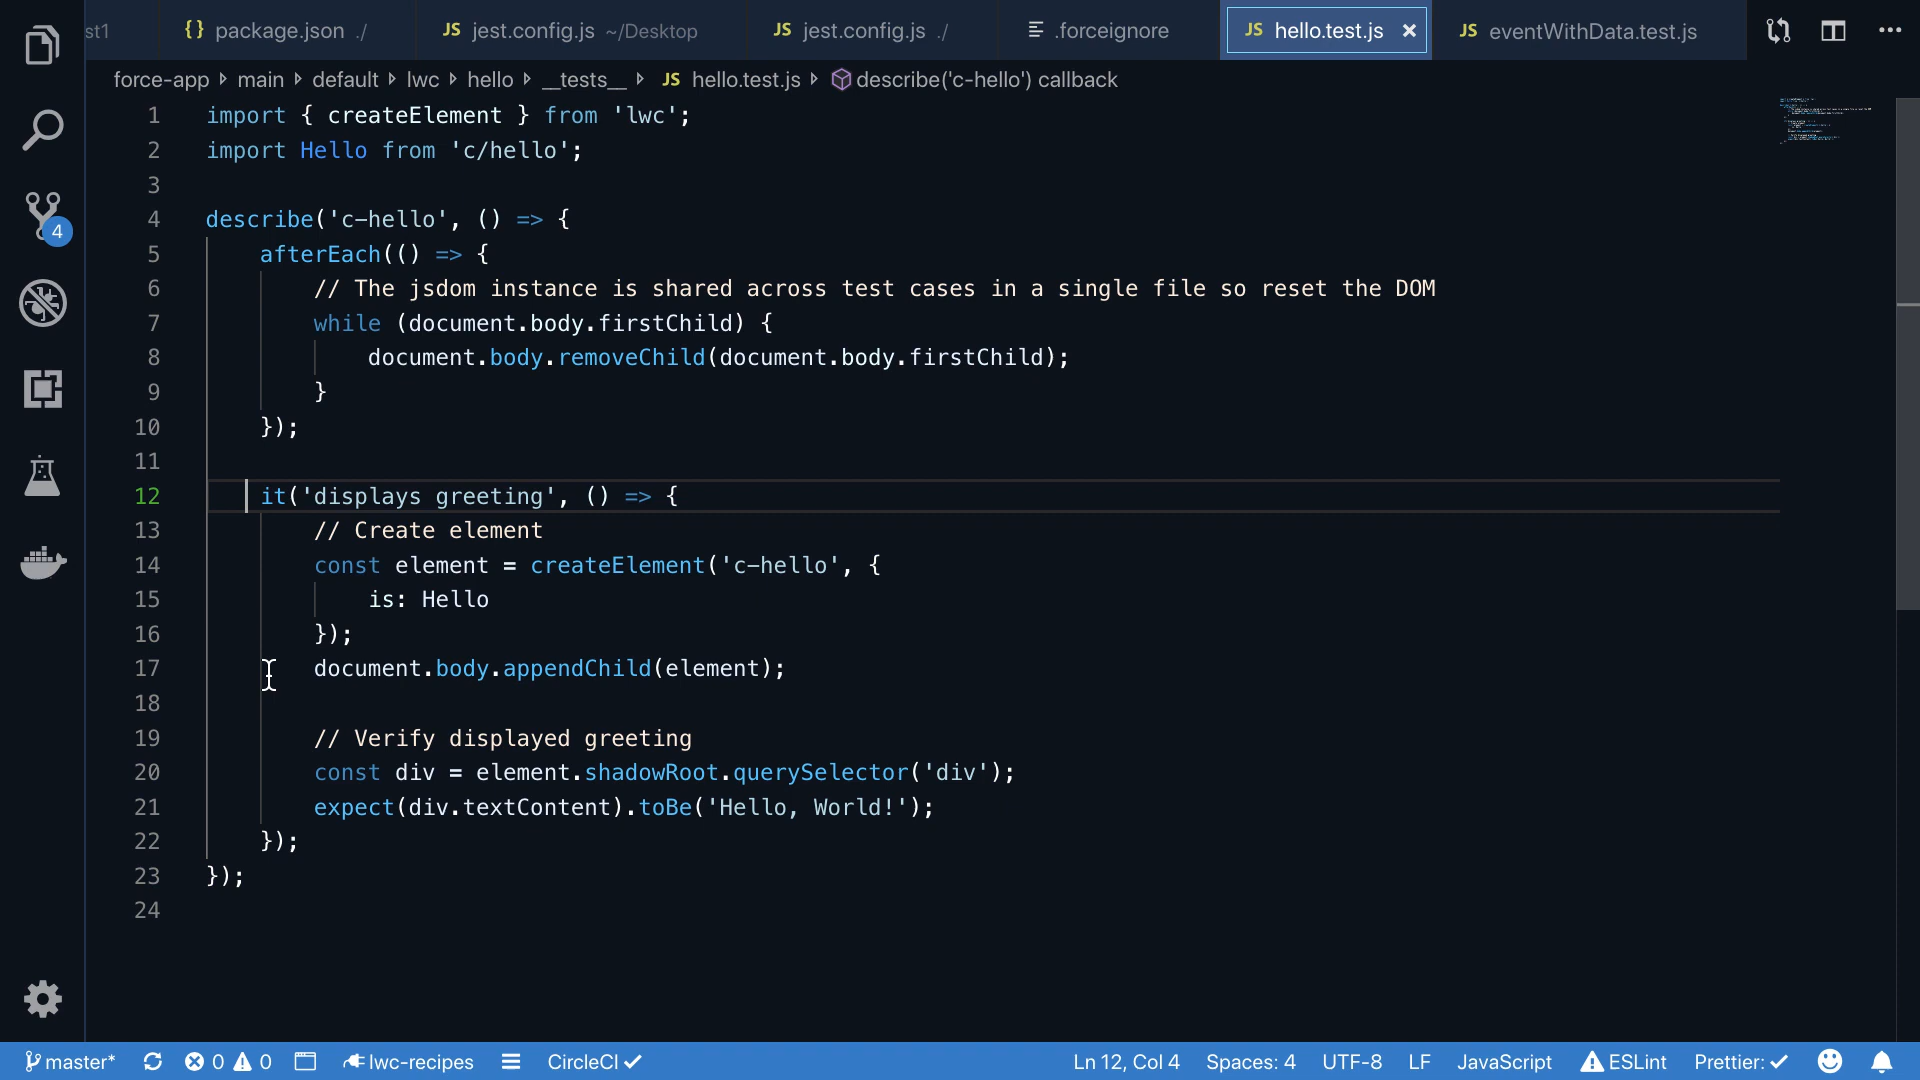 st1
{} package.json ./
JS jest.config.js ~/Desktop
JS jest.config.js ./
.forceignore
JS hello.test.js ×
JS eventWithData.test.js
force-app main default lwc hello __tests__ JS hello.test.js describe('c-hello') callback
1 import { createElement } from 'lwc';
2 import Hello from 'c/hello';
3
4 describe('c-hello', () => {
5 afterEach(() => {
6 // The jsdom instance is shared across test cases in a single file so reset the DOM
7 while (document.body.firstChild) {
8 document.body.removeChild(document.body.firstChild);
9 }
10 });
11
12 it('displays greeting', () => {
13 // Create element
14 const element = createElement('c-hello', {
15 is: Hello
16 });
17 document.body.appendChild(element);
18
19 // Verify displayed greeting
20 const div = element.shadowRoot.querySelector('div');
21 expect(div.textContent).toBe('Hello, World!');
22 });
23 });
24
4
master* 0 0 lwc-recipes CircleCI Ln 12, Col 4 Spaces: 4 UTF-8 LF JavaScript ESLint Prettier: